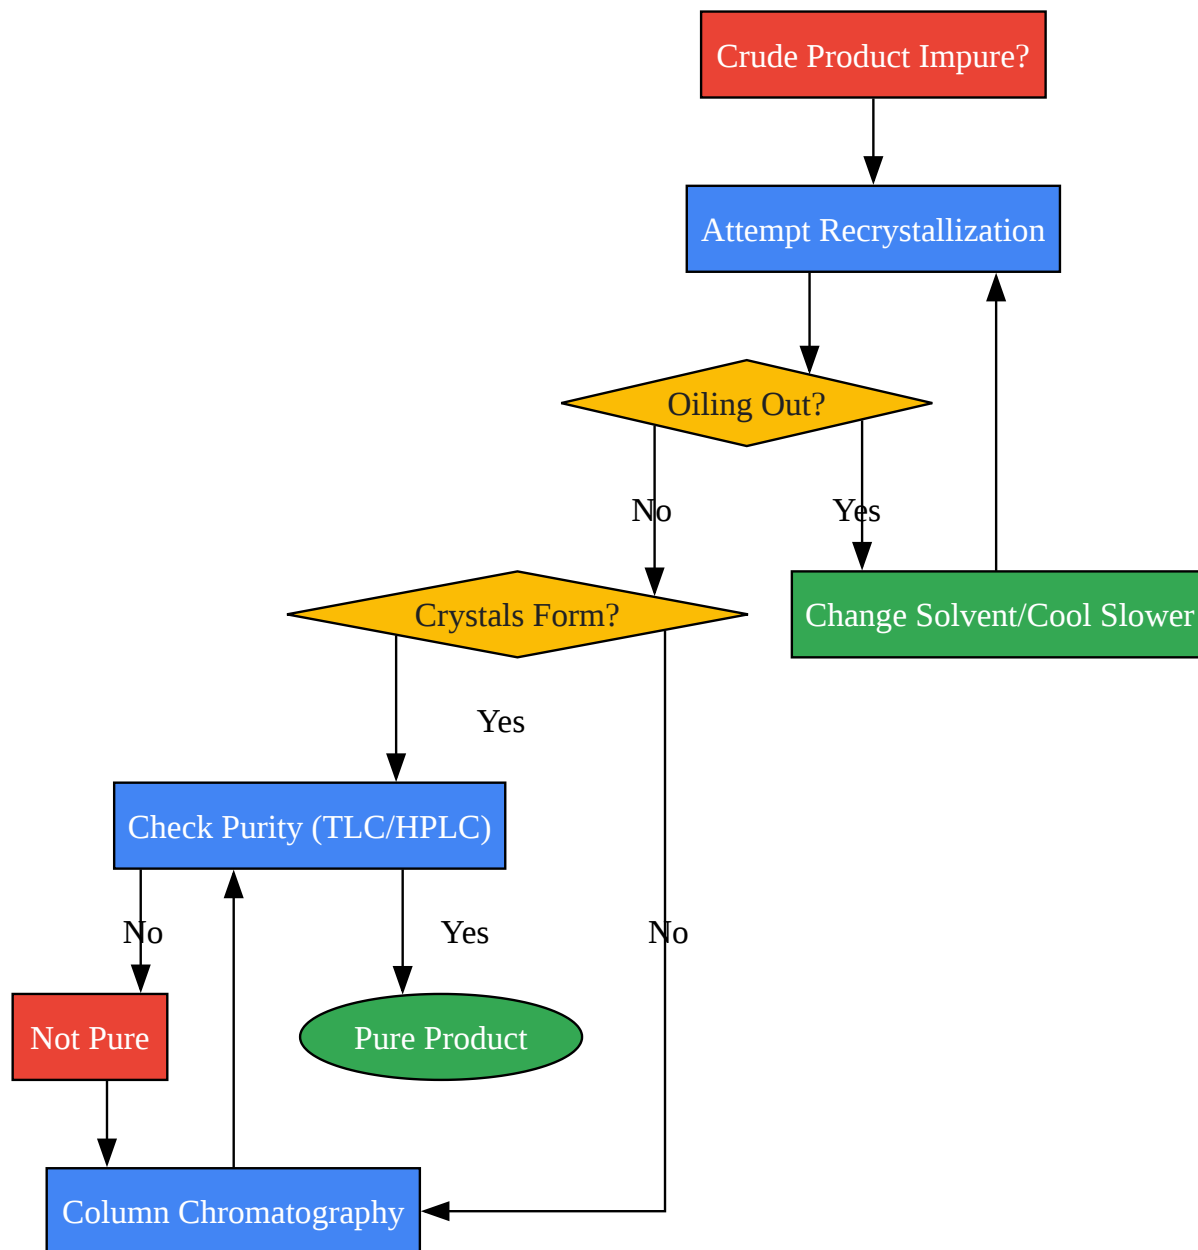 Crude Product Impure?
Attempt Recrystallization
Oiling Out?
No
Yes
Crystals Form?
Change Solvent/Cool Slower
Yes
Check Purity (TLC/HPLC)
No
Yes
No
Not Pure
Pure Product
Column Chromatography